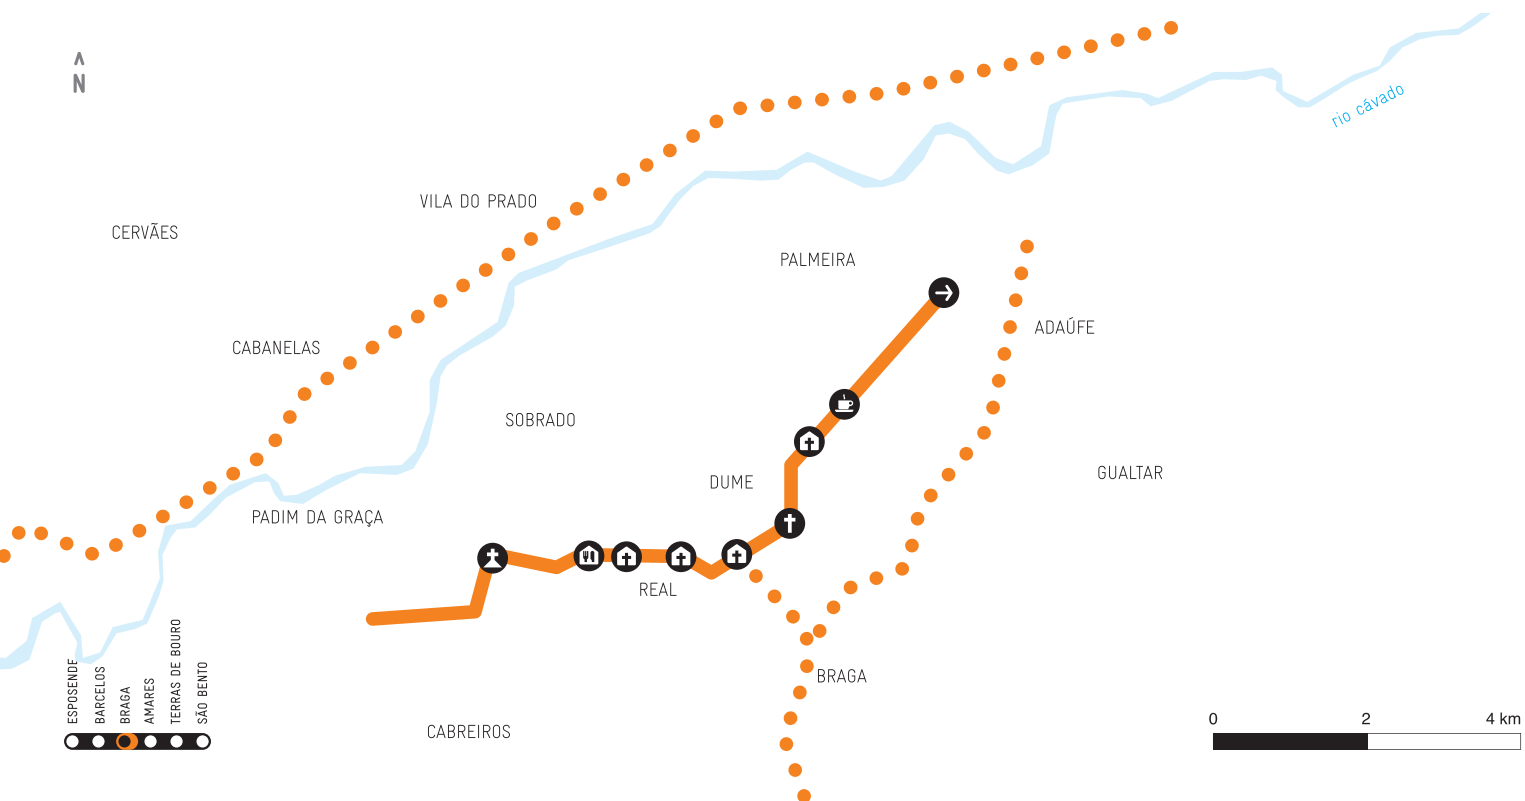 N
rio cávado
VILA DO PRADO
CERVÃES
PALMEIRA
ADAÚFE
CABANELAS
SOBRADO
GUALTAR
DUME
PADIM DA GRAÇA
REAL
BRAGA
CABREIROS
ESPOSENDE
BARCELOS
BRAGA
AMARES
TERRAS DE BOURO
SÃO BENTO
0 2 4 km